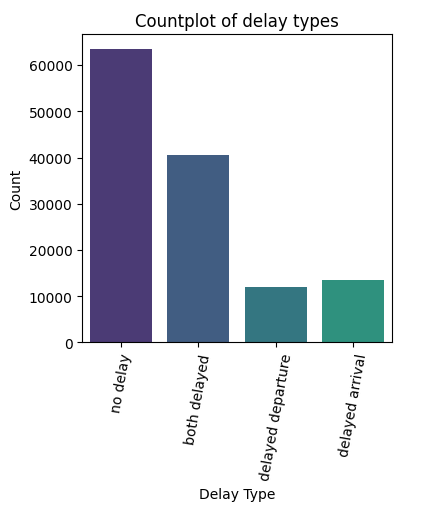 Countplot of delay types
Count
60000
50000
40000
30000
20000
10000
0
no delay
both delayed
delayed departure
delayed arrival
Delay Type